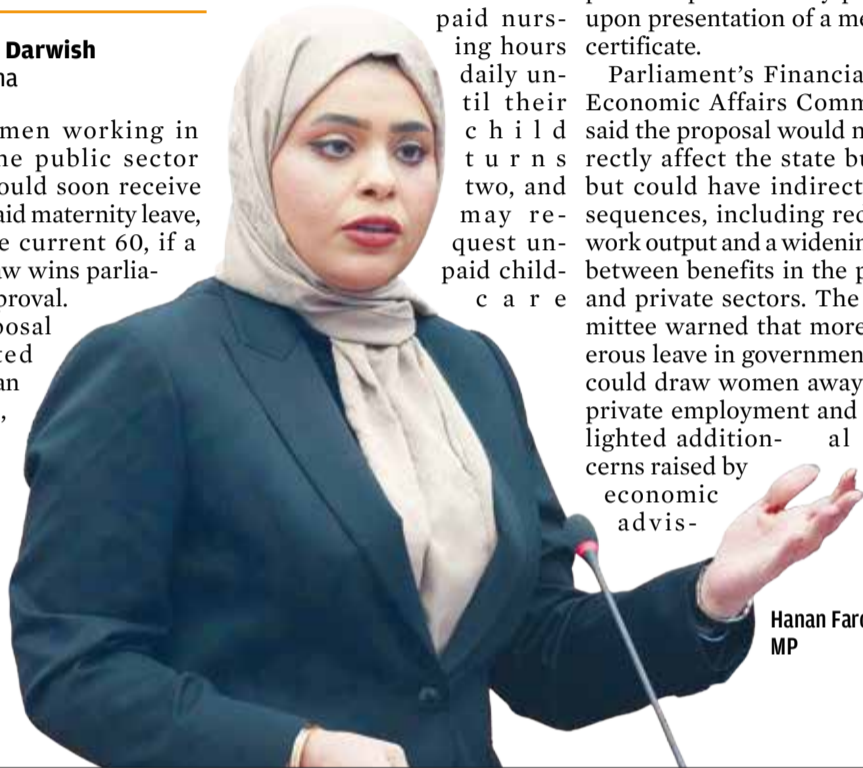 Darwish
na
men working in
he public sector
ould soon receive
aid maternity leave,
e current 60, if a
aw wins parlia-
proval.
posal
ted
an
,
paid nurs-
ing hours
daily un-
til their
child
turns
two, and
may re-
quest un-
paid child-
care
upon presentation of a me
certificate.
Parliament's Financia
Economic Affairs Comm
said the proposal would n
rectly affect the state bu
but could have indirect
sequences, including red
work output and a widenin
between benefits in the p
and private sectors. The
mittee warned that more
erous leave in governmen
could draw women away
private employment and
lighted addition- al
cerns raised by
economic
advis-
Hanan Fard
MP